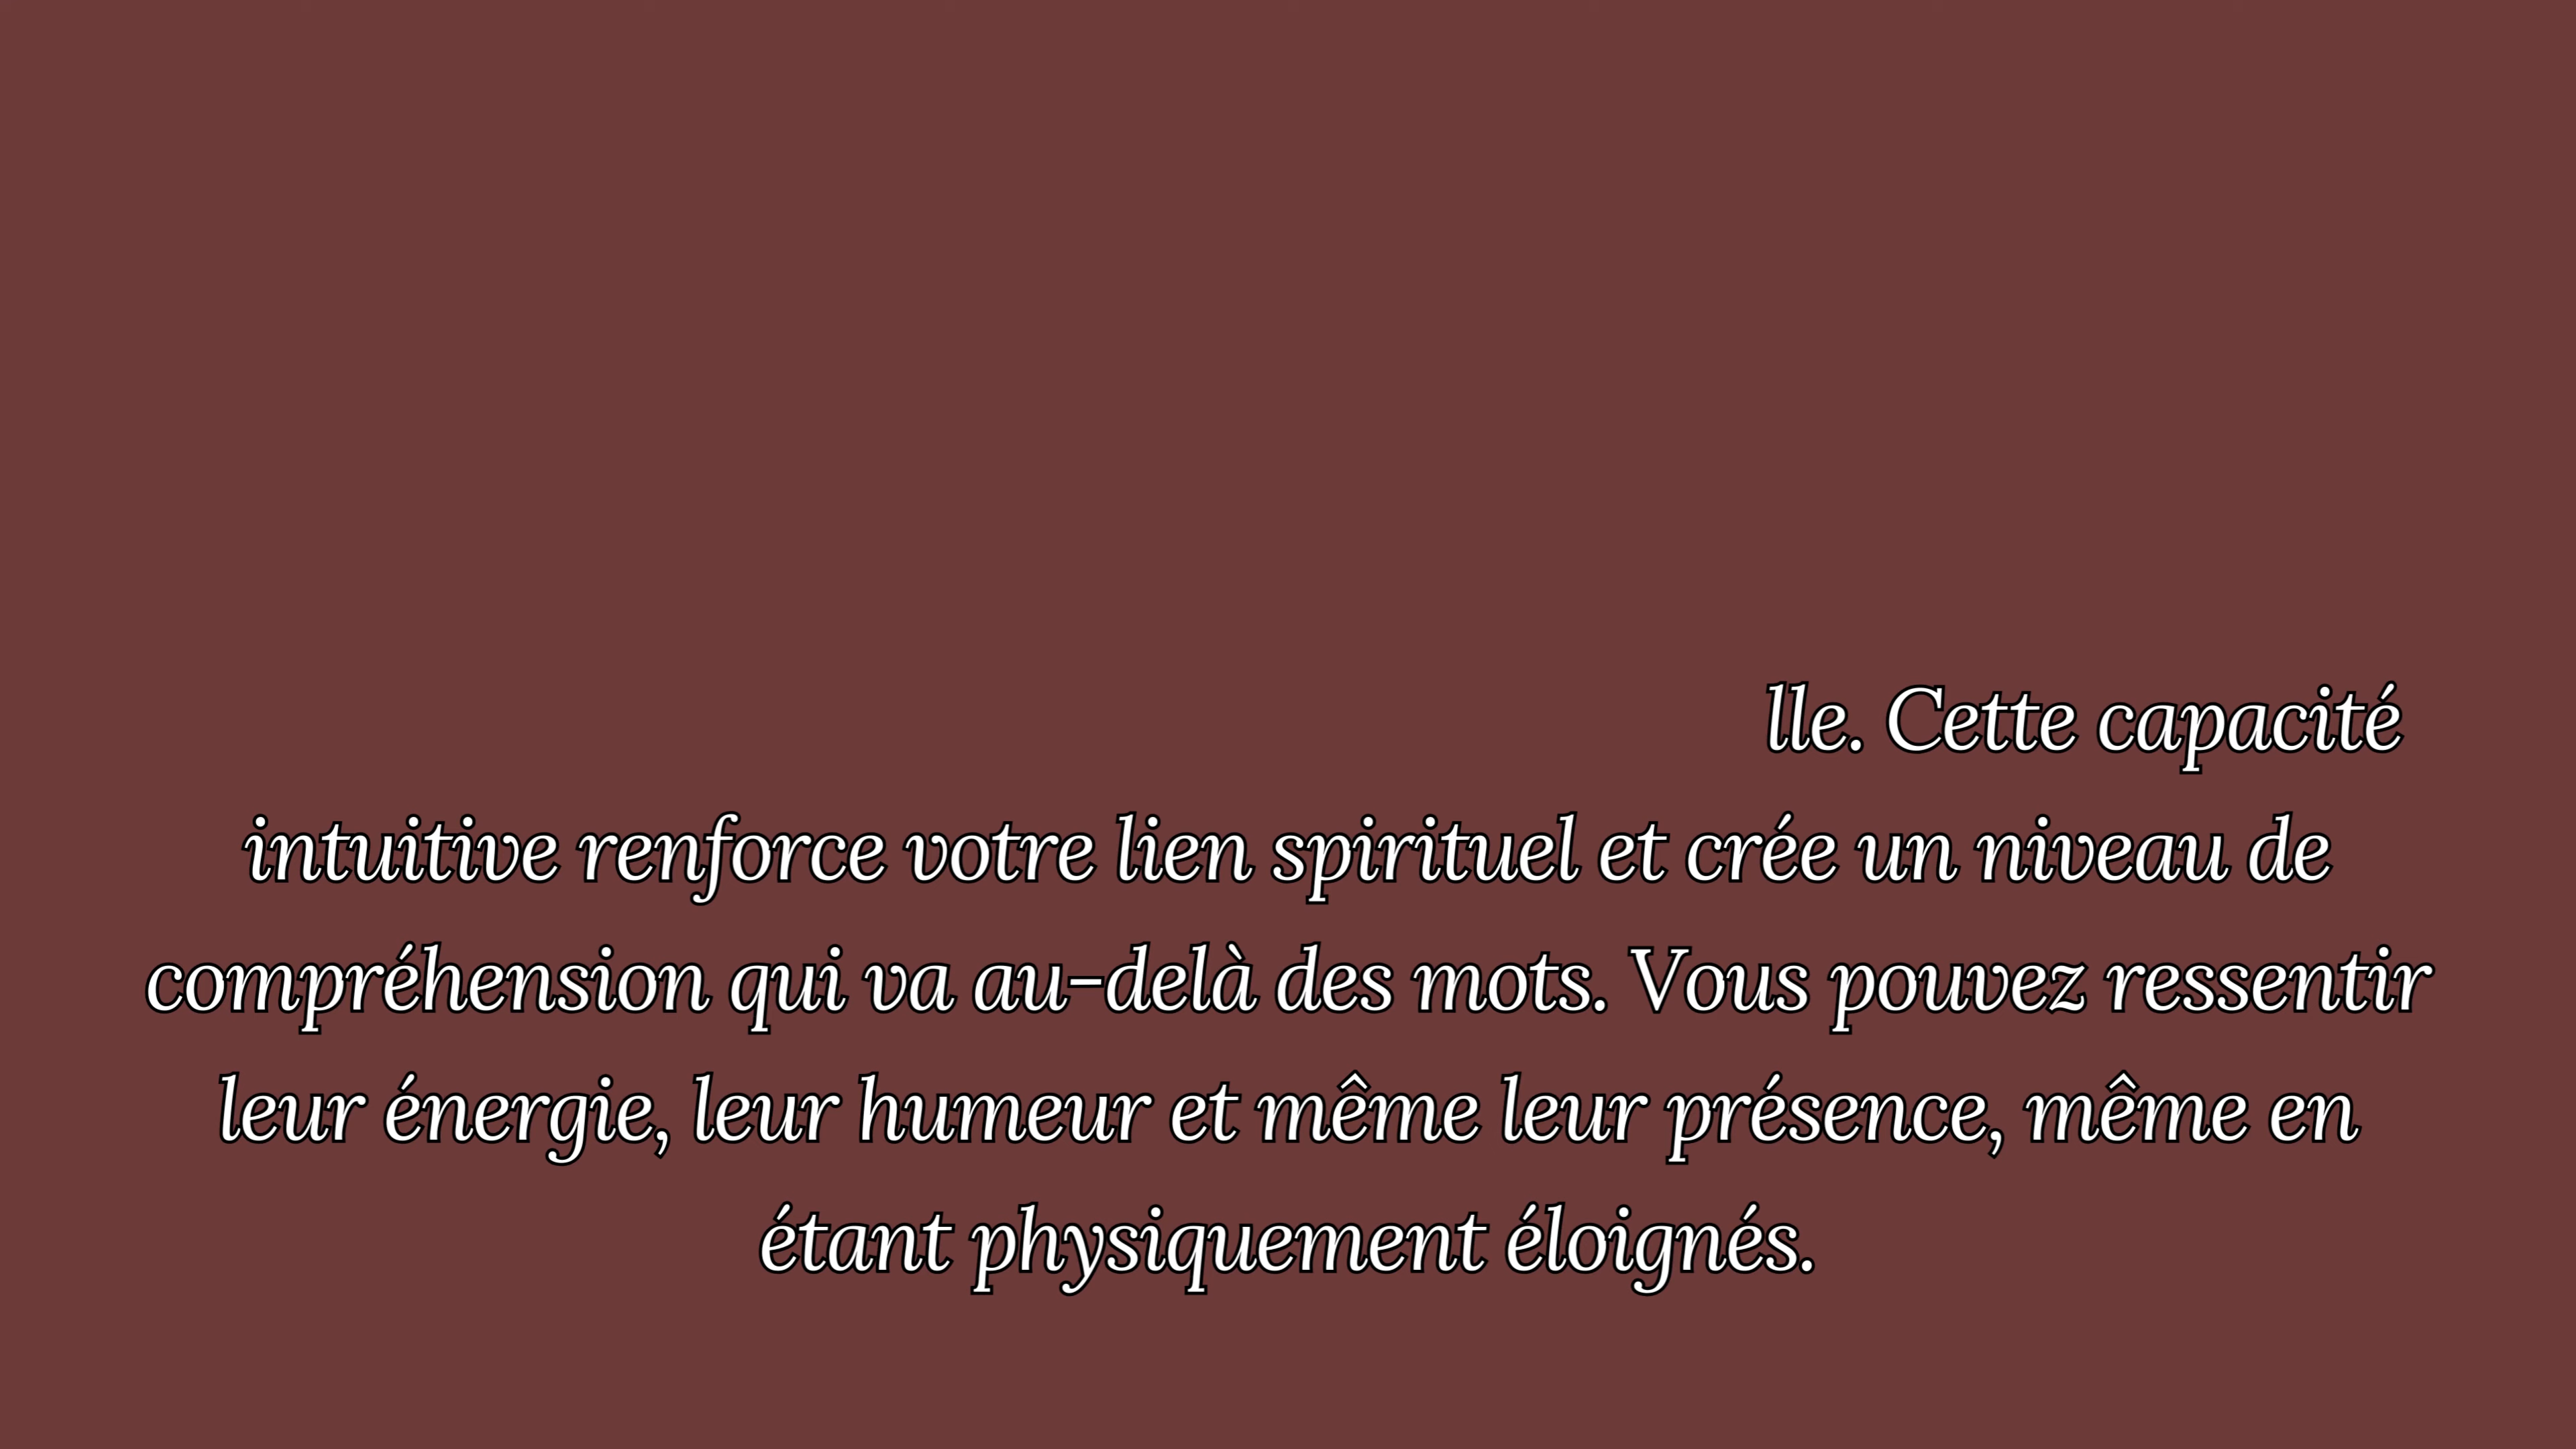 lle. Cette capacité
intuitive renforce votre lien spirituel et crée un niveau de
compréhension qui va au-delà des mots. Vous pouvez ressentir
leur énergie, leur humeur et même leur présence, même en
étant physiquement éloignés.